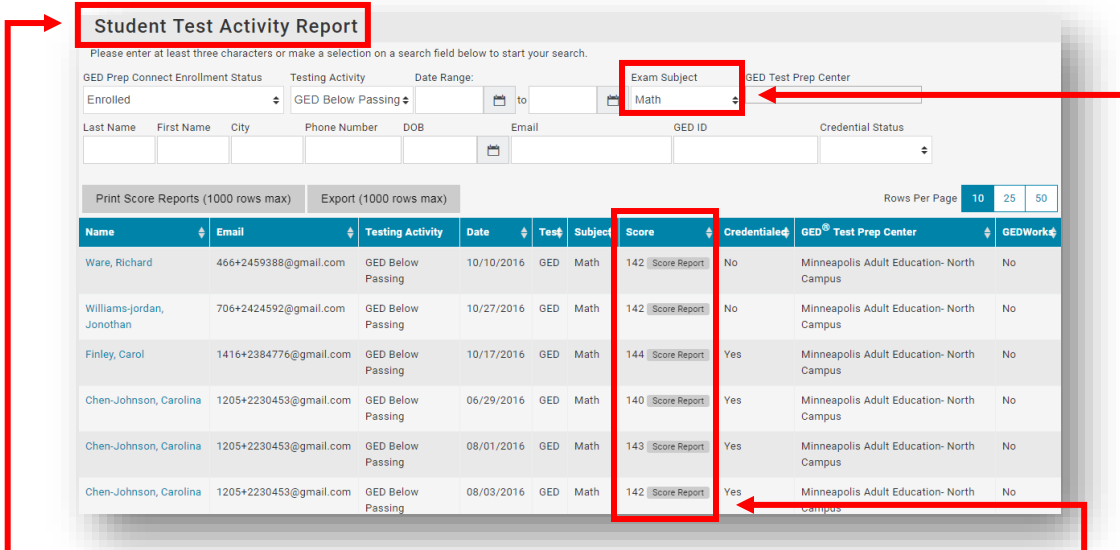 Student Test Activity Report
Please enter at least three characters or make a selection on a search field below to start your search.
GED Prep Connect Enrollment Status Testing Activity Date Range: Exam Subject GED Test Prep Center
Enrolled GED Below Passing to Math
Last Name First Name City Phone Number DOB Email GED ID Credential Status
Print Score Reports (1000 rows max) Export (1000 rows max) Rows Per Page 10 25 50
Name Email Testing Activity Date Test Subject Score Credentialed GED® Test Prep Center GEDWorks
Ware, Richard 466+2459388@gmail.com GED Below 10/10/2016 GED Math 142 Score Report No Minneapolis Adult Education- North No
Passing Campus
Williams-jordan, 706+2424592@gmail.com GED Below 10/27/2016 GED Math 142 Score Report No Minneapolis Adult Education- North No
Jonothan Passing Campus
Finley, Carol 1416+2384776@gmail.com GED Below 10/17/2016 GED Math 144 Score Report Yes Minneapolis Adult Education- North No
Passing Campus
Chen-Johnson, Carolina 1205+2230453@gmail.com GED Below 06/29/2016 GED Math 140 Score Report Yes Minneapolis Adult Education- North No
Passing Campus
Chen-Johnson, Carolina 1205+2230453@gmail.com GED Below 08/01/2016 GED Math 143 Score Report Yes Minneapolis Adult Education- North No
Passing Campus
Chen-Johnson, Carolina 1205+2230453@gmail.com GED Below 08/03/2016 GED Math 142 Score Report Yes Minneapolis Adult Education- North No
Passing Campus